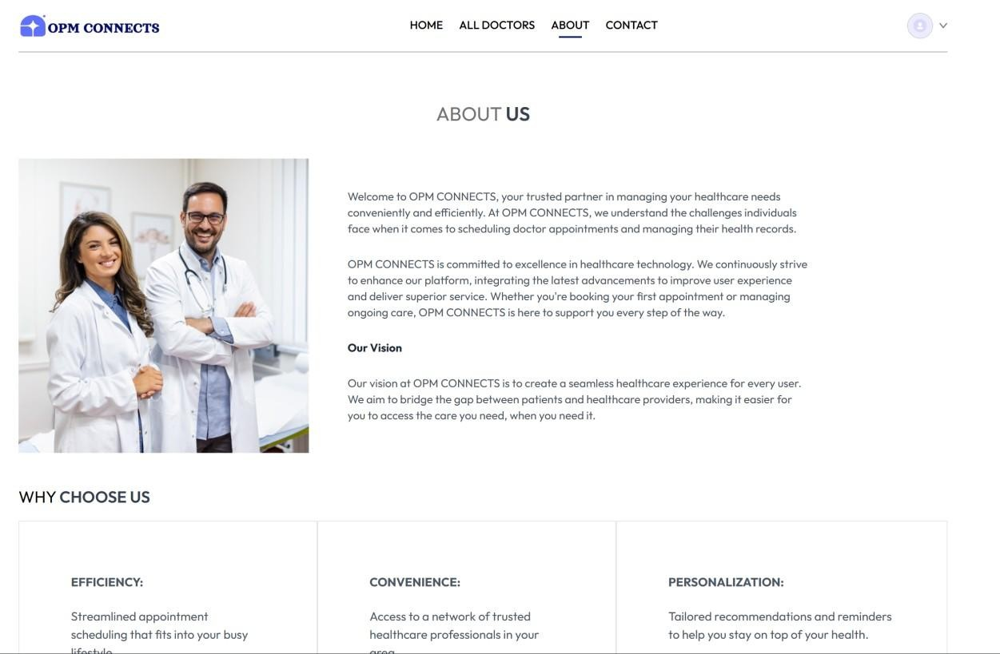 OPM CONNECTS
HOME ALL DOCTORS ABOUT CONTACT
ABOUT US
Welcome to OPM CONNECTS, your trusted partner in managing your healthcare needs
conveniently and efficiently. At OPM CONNECTS, we understand the challenges individuals
face when it comes to scheduling doctor appointments and managing their health records.
OPM CONNECTS is committed to excellence in healthcare technology. We continuously strive
to enhance our platform, integrating the latest advancements to improve user experience
and deliver superior service. Whether you're booking your first appointment or managing
ongoing care, OPM CONNECTS is here to support you every step of the way.
Our Vision
Our vision at OPM CONNECTS is to create a seamless healthcare experience for every user.
We aim to bridge the gap between patients and healthcare providers, making it easier for
you to access the care you need, when you need it.
WHY CHOOSE US
EFFICIENCY:
Streamlined appointment
scheduling that fits into your busy
lifestyle.
CONVENIENCE:
Access to a network of trusted
healthcare professionals in your
area.
PERSONALIZATION:
Tailored recommendations and reminders
to help you stay on top of your health.